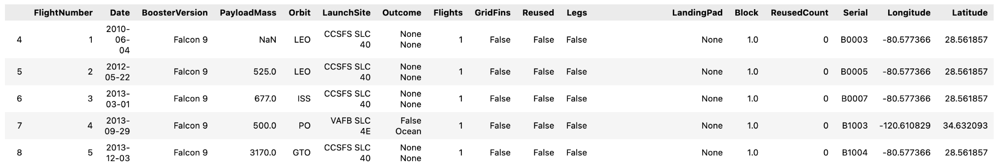 FlightNumber Date BoosterVersion PayloadMass Orbit LaunchSite Outcome Flights GridFins Reused Legs LandingPad Block ReusedCount Serial Longitude Latitude
4 1 2010-06-04 Falcon 9 NaN LEO CCSFS SLC 40 None None 1 False False False None 1.0 0 B0003 -80.577366 28.561857
5 2 2012-05-22 Falcon 9 525.0 LEO CCSFS SLC 40 None None 1 False False False None 1.0 0 B0005 -80.577366 28.561857
6 3 2013-03-01 Falcon 9 677.0 ISS CCSFS SLC 40 None None 1 False False False None 1.0 0 B0007 -80.577366 28.561857
7 4 2013-09-29 Falcon 9 500.0 PO VAFB SLC 4E False Ocean 1 False False False None 1.0 0 B1003 -120.610829 34.632093
8 5 2013-12-03 Falcon 9 3170.0 GTO CCSFS SLC 40 None None 1 False False False None 1.0 0 B1004 -80.577366 28.561857